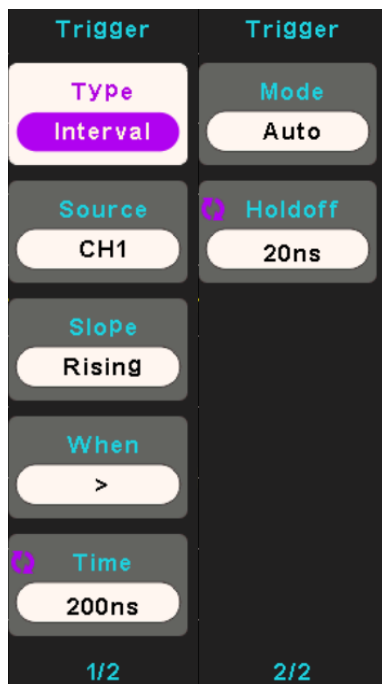 Trigger
Type
Interval
Source
CH1
Slope
Rising
When
>
Time
200ns
1/2
Trigger
Mode
Auto
Holdoff
20ns
2/2